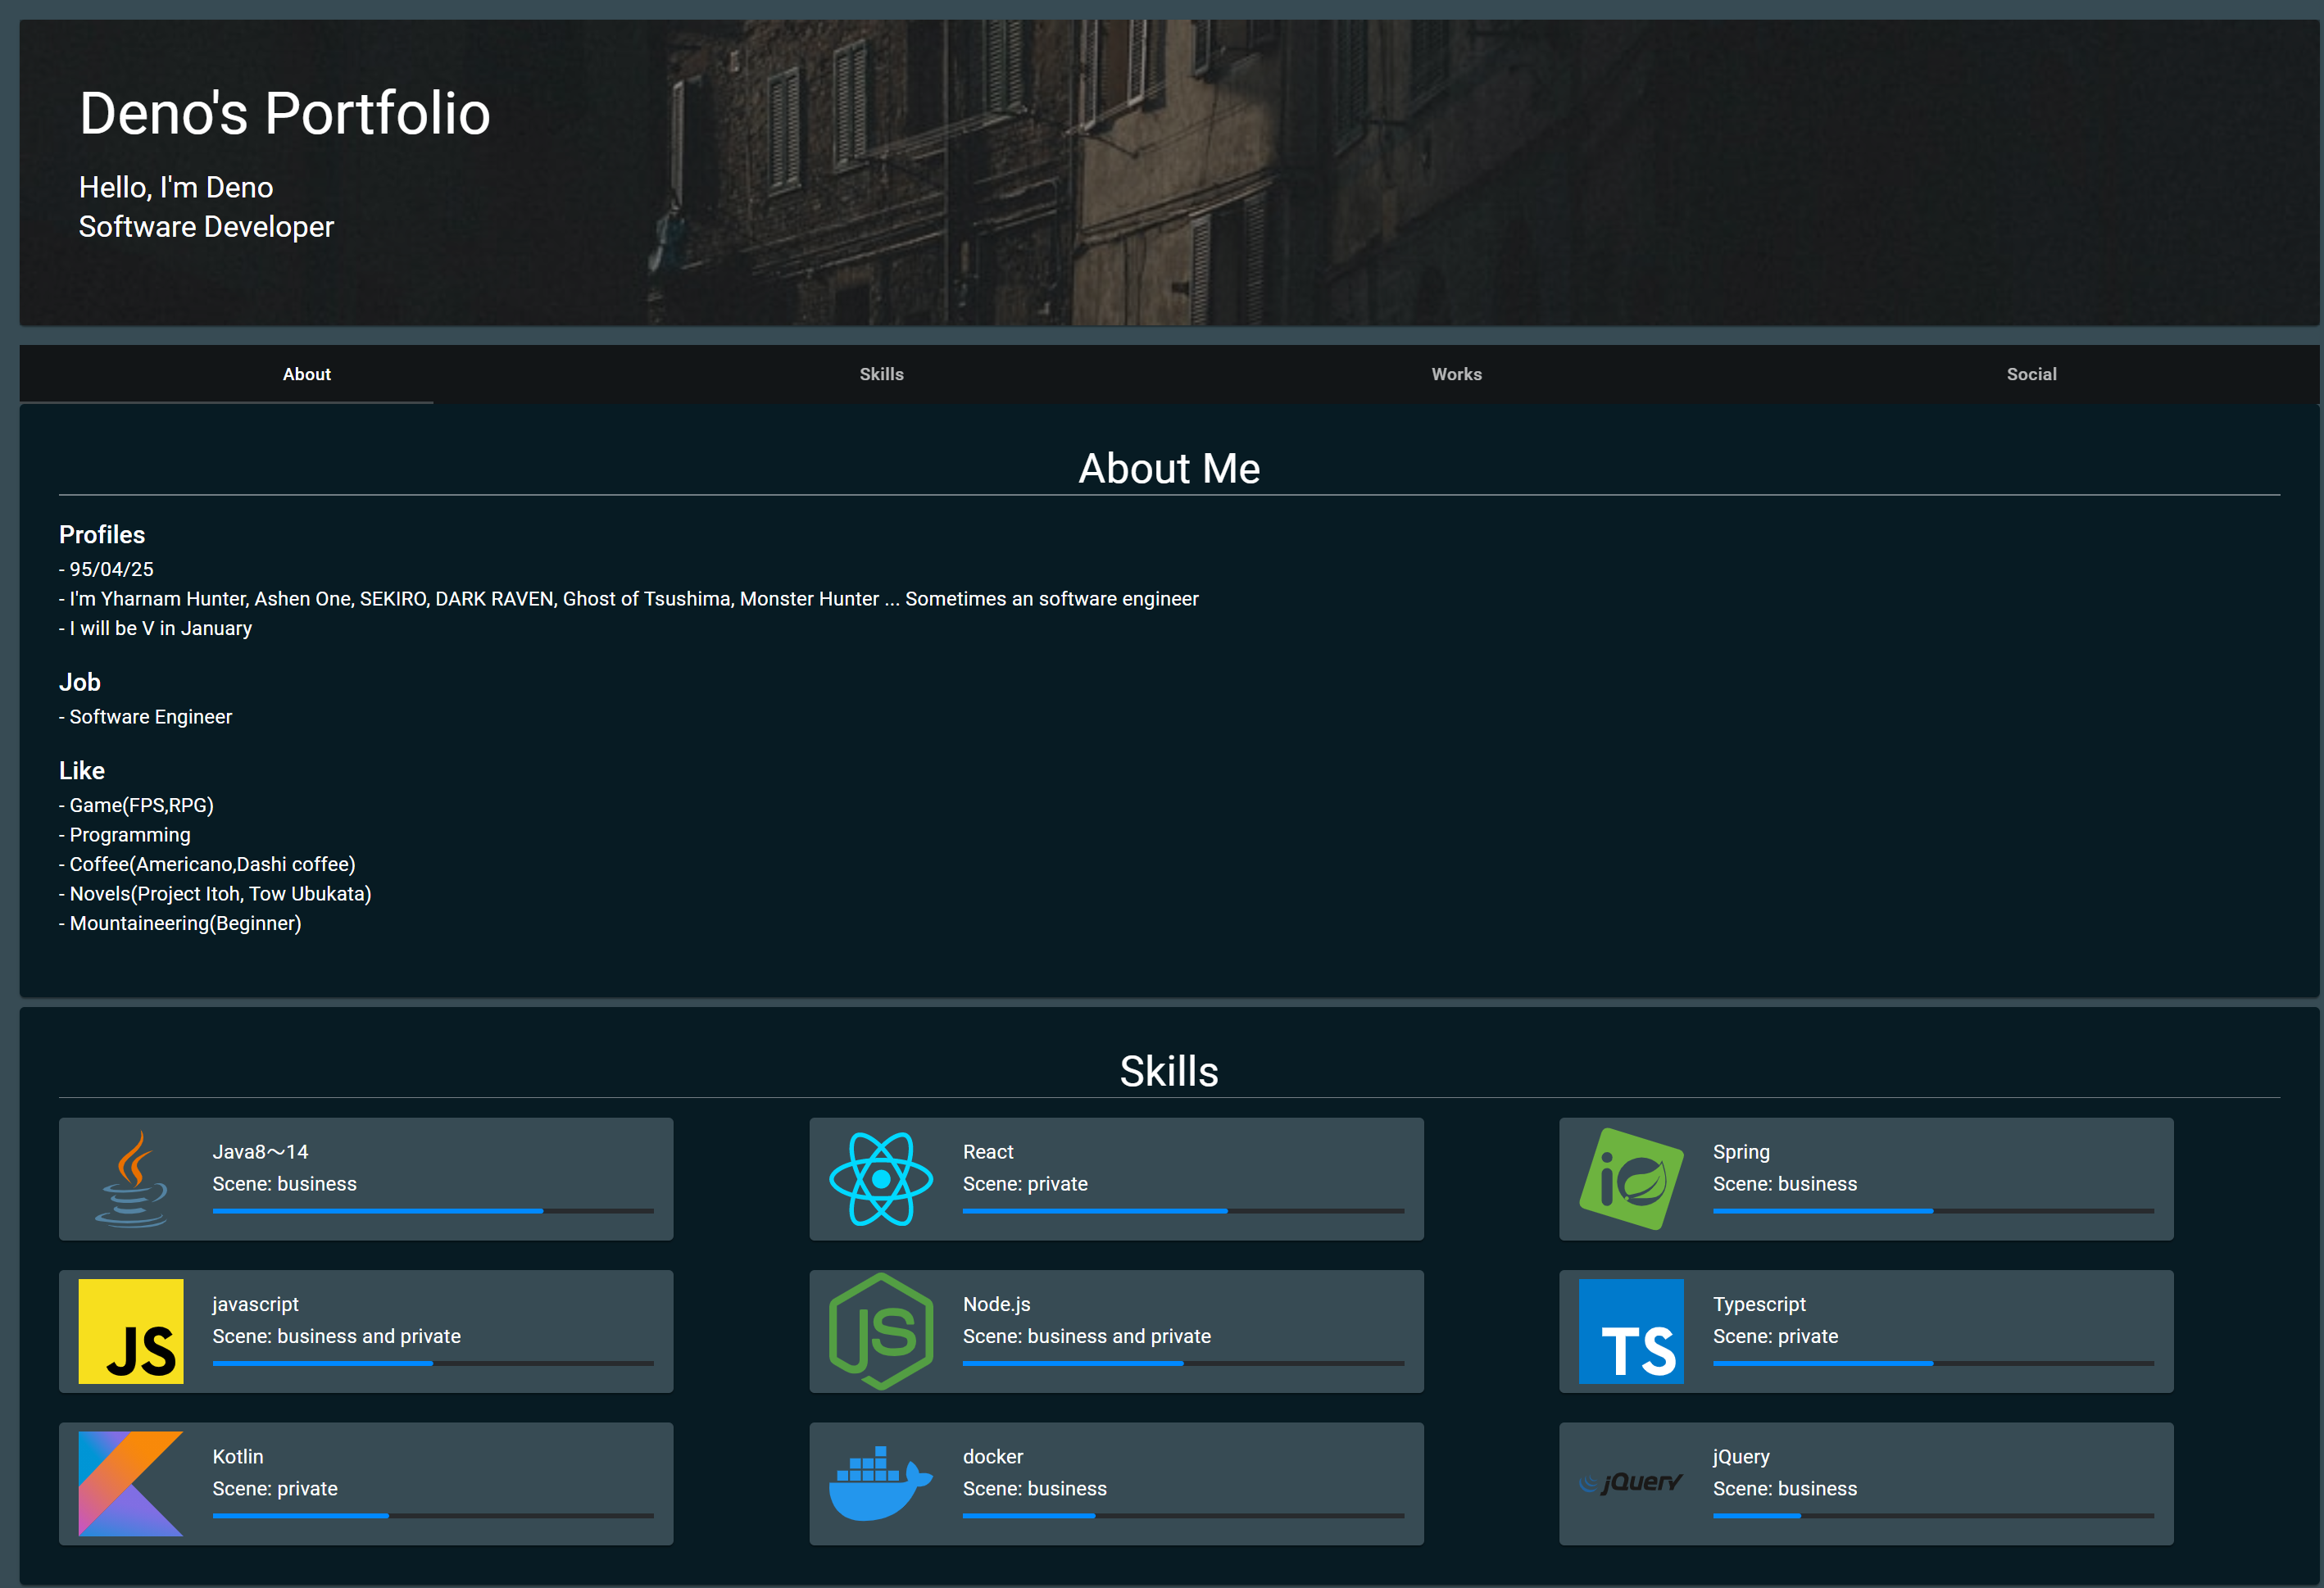 Deno's Portfolio
Hello, I'm Deno
Software Developer
About
Skills
Works
Social
About Me
Profiles
- 95/04/25
- I'm Yharnam Hunter, Ashen One, SEKIRO, DARK RAVEN, Ghost of Tsushima, Monster Hunter ... Sometimes an software engineer
- I will be V in January
Job
- Software Engineer
Like
- Game(FPS,RPG)
- Programming
- Coffee(Americano,Dashi coffee)
- Novels(Project Itoh, Tow Ubukata)
- Mountaineering(Beginner)
Skills
Java8〜14
Scene: business
React
Scene: private
Spring
Scene: business
JS
javascript
Scene: business and private
JS
Node.js
Scene: business and private
TS
Typescript
Scene: private
Kotlin
Scene: private
docker
Scene: business
jQuery
jQuery
Scene: business